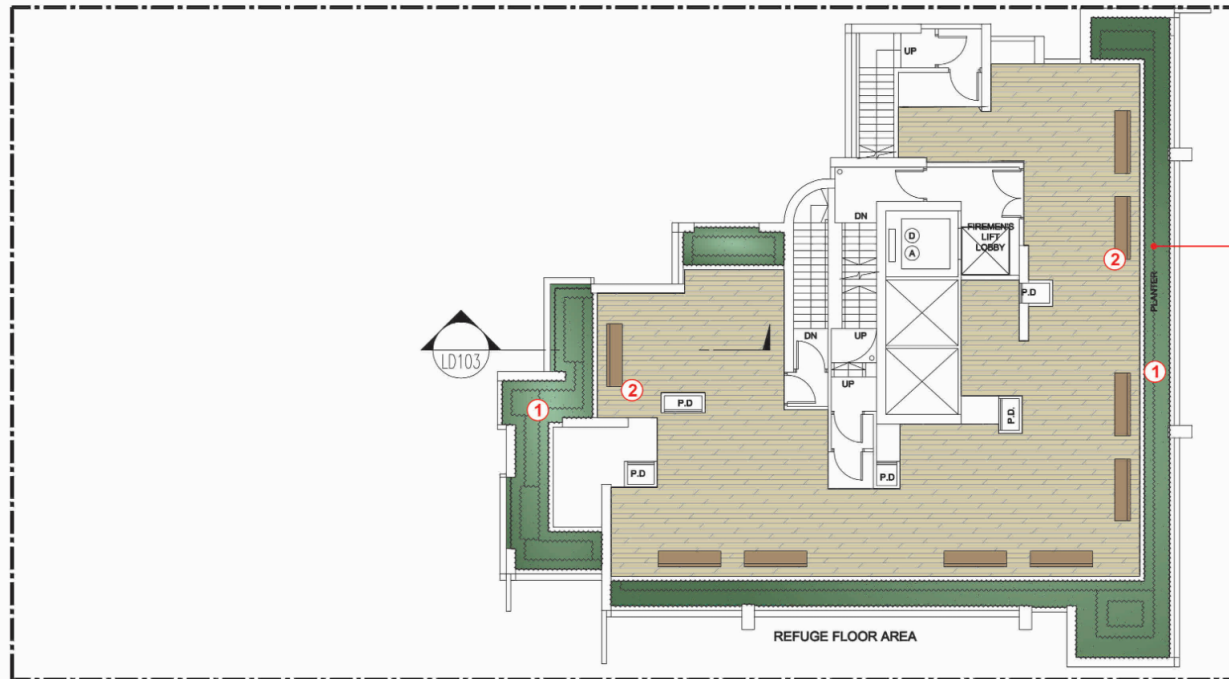 UP
DN
FIREMEN'S
LIFT
LOBBY
D
A
2
P.D
PLANTER
LD103
DN
UP
UP
1
2
1
P.D
P.D.
P.D
P.D
REFUGE FLOOR AREA